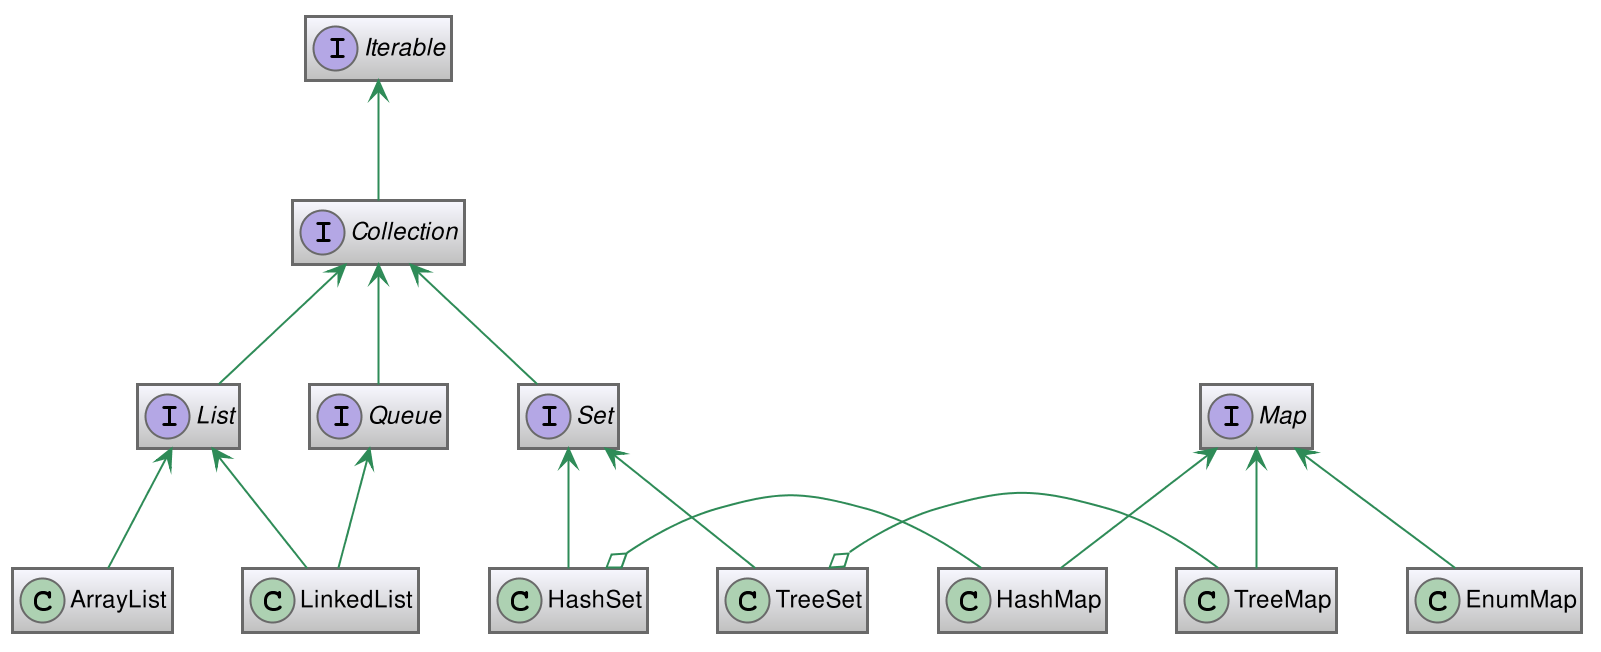 I Iterable
I Collection
I List
I Queue
I Set
I Map
C ArrayList
C LinkedList
C HashSet
C TreeSet
C HashMap
C TreeMap
C EnumMap